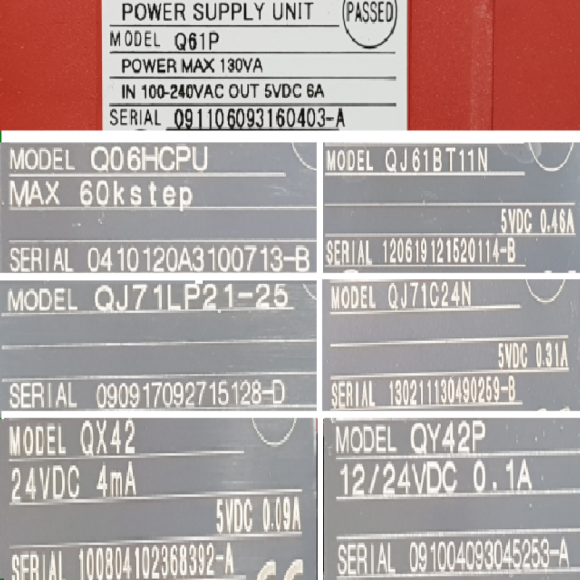 POWER SUPPLY UNIT PASSED
MODEL Q61P
POWER MAX 130VA
IN 100-240VAC OUT 5VDC 6A
SERIAL 091106093160403-A
MODEL Q06HCPU
MAX 60kstep
SERIAL 0410120A3100713-B
MODEL QJ61BT11N
5VDC 0.46A
SERIAL 120619121520114-B
MODEL QJ71LP21-25
SERIAL 090917092715128-D
MODEL QJ71C24N
5VDC 0.31A
SERIAL 130211130490259-B
MODEL QX42
24VDC 4mA
5VDC 0.09A
SERIAL 100804102368392-A
MODEL QY42P
12/24VDC 0.1A
SERIAL 091004093045253-A